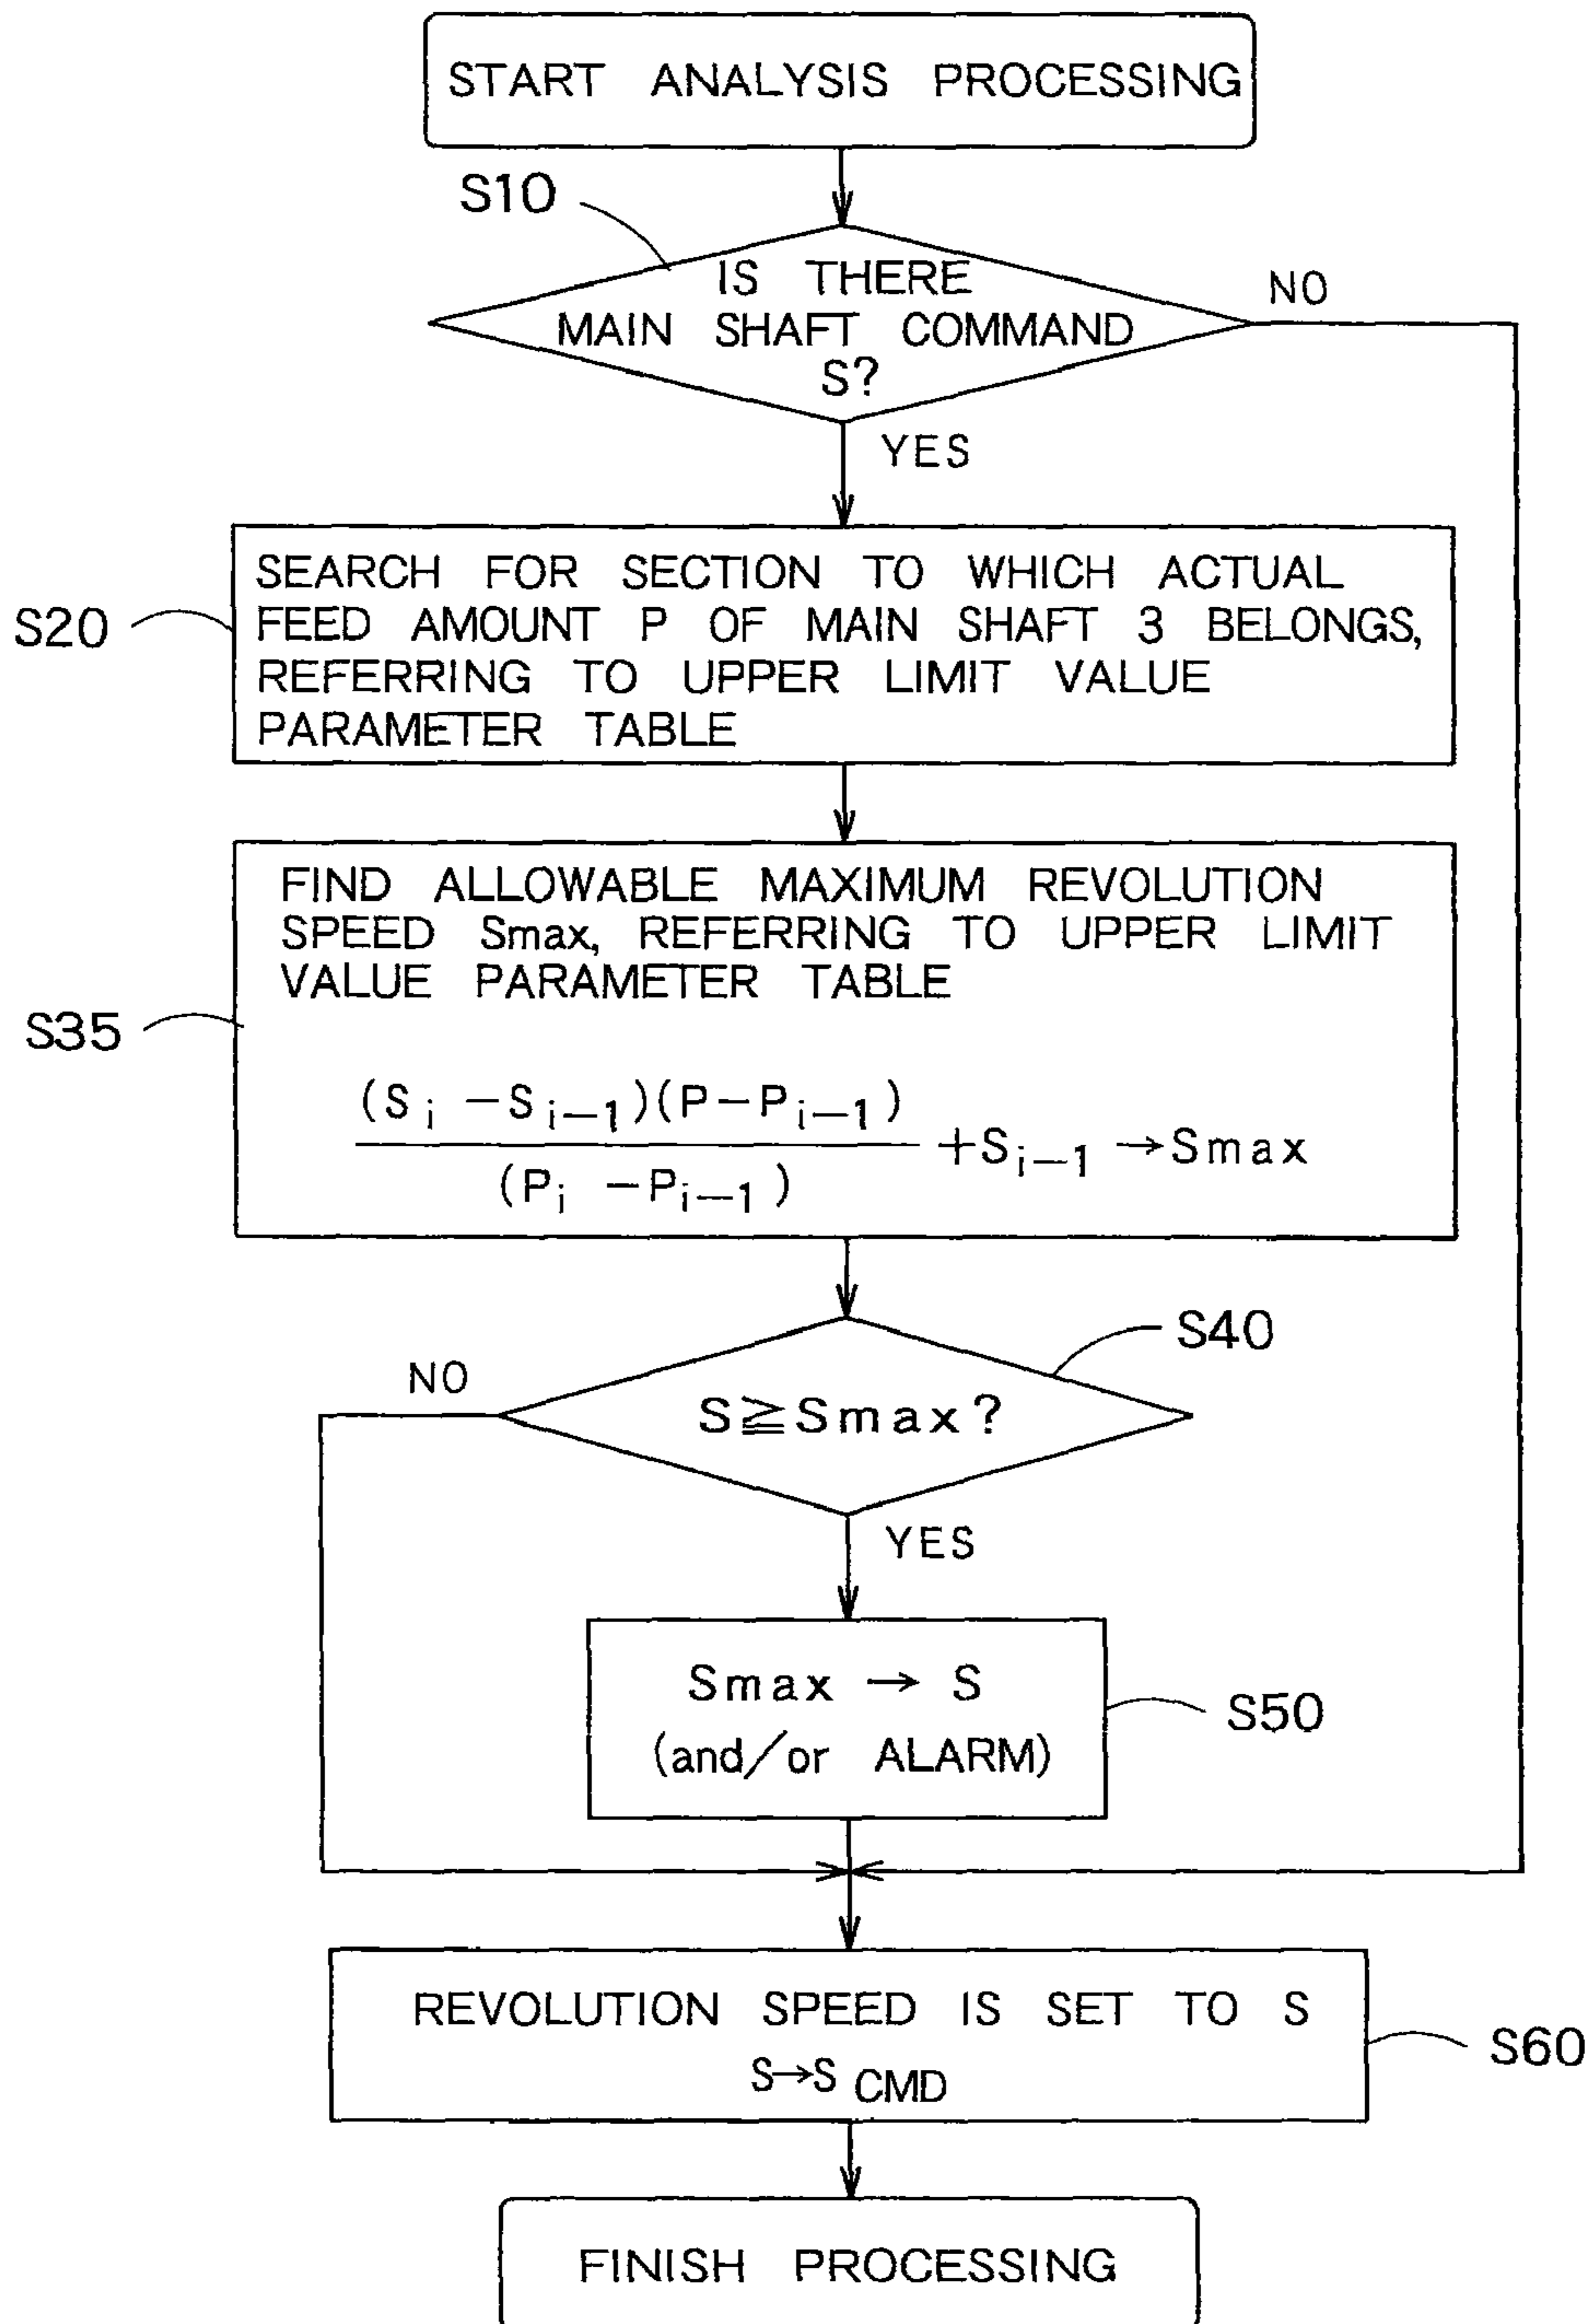 START ANALYSIS PROCESSING
S10
IS THERE
MAIN SHAFT COMMAND
S?
NO
YES
S20
SEARCH FOR SECTION TO WHICH ACTUAL
FEED AMOUNT P OF MAIN SHAFT 3 BELONGS,
REFERRING TO UPPER LIMIT VALUE
PARAMETER TABLE
S35
FIND ALLOWABLE MAXIMUM REVOLUTION
SPEED Smax, REFERRING TO UPPER LIMIT
VALUE PARAMETER TABLE
(S i −S i−1)(P−P i−1)
(P i −P i−1) +S i−1 →Smax
S40
NO
S≧Smax?
YES
Smax → S
(and/or ALARM)
S50
REVOLUTION SPEED IS SET TO S
S→S CMD
S60
FINISH PROCESSING